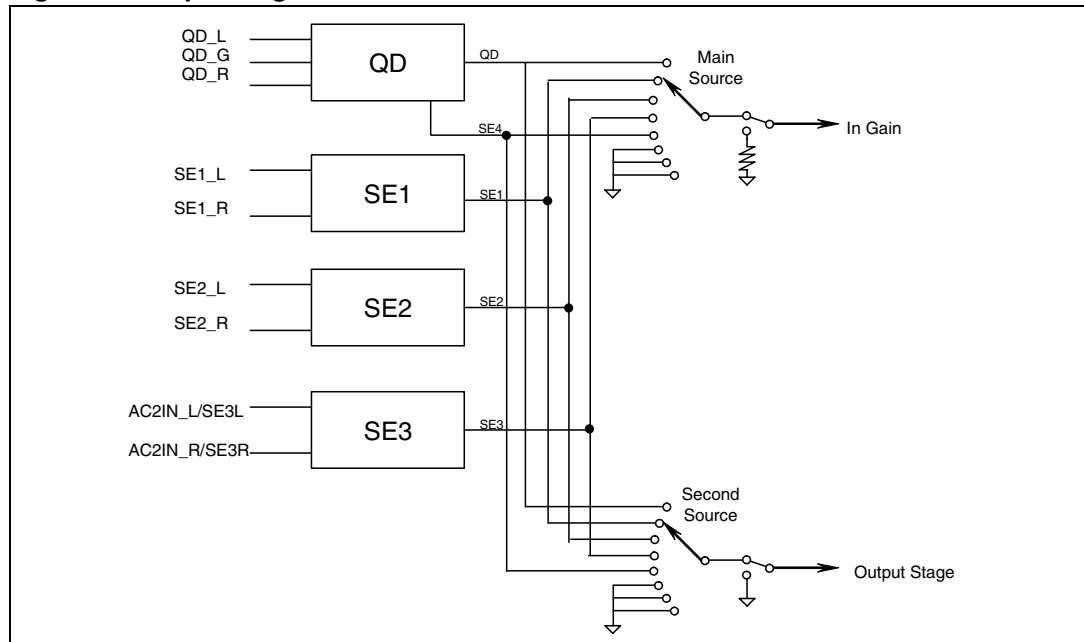 QD_L
QD_G
QD_R
QD
QD
SE4
Main
Source
In Gain
SE1_L
SE1_R
SE1
SE1
SE2_L
SE2_R
SE2
SE2
AC2IN_L/SE3L
AC2IN_R/SE3R
SE3
SE3
Second
Source
Output Stage